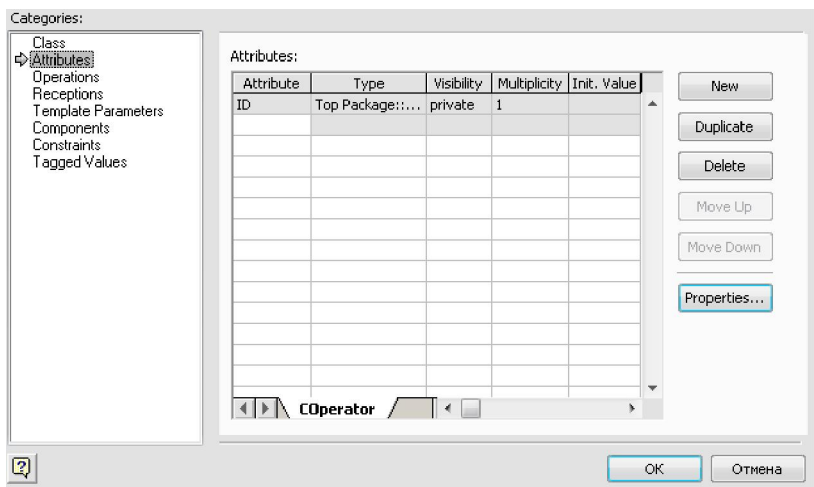 Categories:
Class
Attributes
Operations
Receptions
Template Parameters
Components
Constraints
Tagged Values
Attributes:
Attribute Type Visibility Multiplicity Init. Value
ID Top Package::... private 1
New
Duplicate
Delete
Move Up
Move Down
Properties...
COperator
OK Отмена